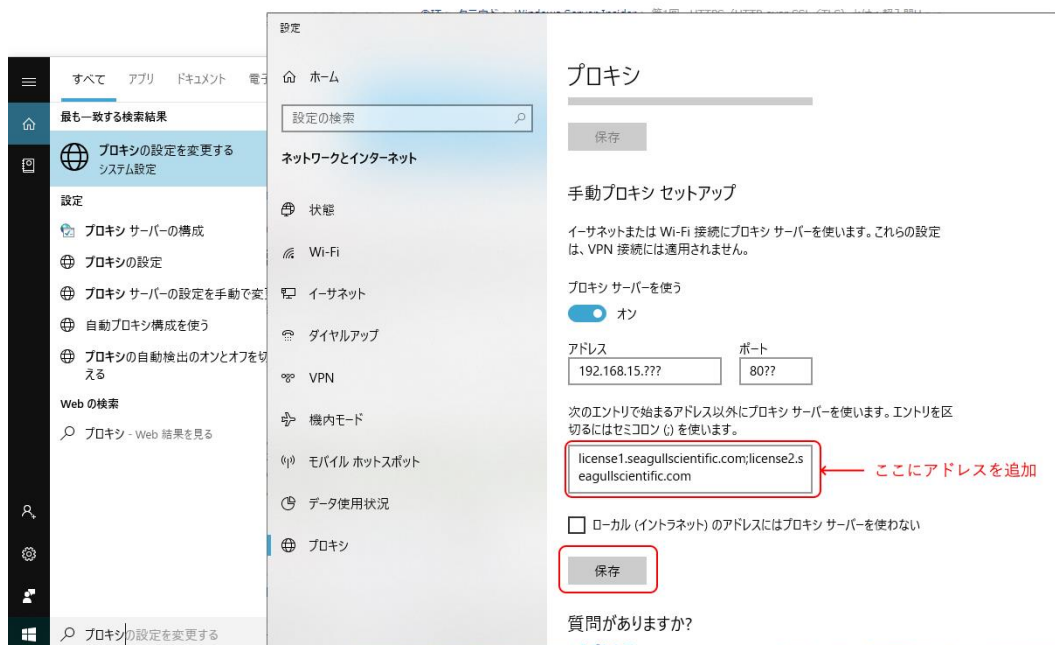 設定
すべて アプリ ドキュメント
最も一致する検索結果
プロキシの設定を変更する
システム設定
設定
プロキシ サーバーの構成
プロキシの設定
プロキシ サーバーの設定を手動で変
自動プロキシ構成を使う
プロキシの自動検出のオンとオフを切
える
Web の検索
プロキシ - Web 結果を見る
プロキシの設定を変更する
ホーム
設定の検索
ネットワークとインターネット
状態
Wi-Fi
イーサネット
ダイヤルアップ
VPN
機内モード
モバイル ホットスポット
データ使用状況
プロキシ
プロキシ
保存
手動プロキシ セットアップ
イーサネットまたは Wi-Fi 接続にプロキシ サーバーを使います。これらの設定
は、VPN 接続には適用されません。
プロキシ サーバーを使う
オン
アドレス ポート
192.168.15.??? 80??
次のエントリで始まるアドレス以外にプロキシ サーバーを使います。エントリを区
切るにはセミコロン (;) を使います。
license1.seagullscientific.com;license2.s
eagullscientific.com
ここにアドレスを追加
ローカル (イントラネット) のアドレスにはプロキシ サーバーを使わない
保存
質問がありますか?